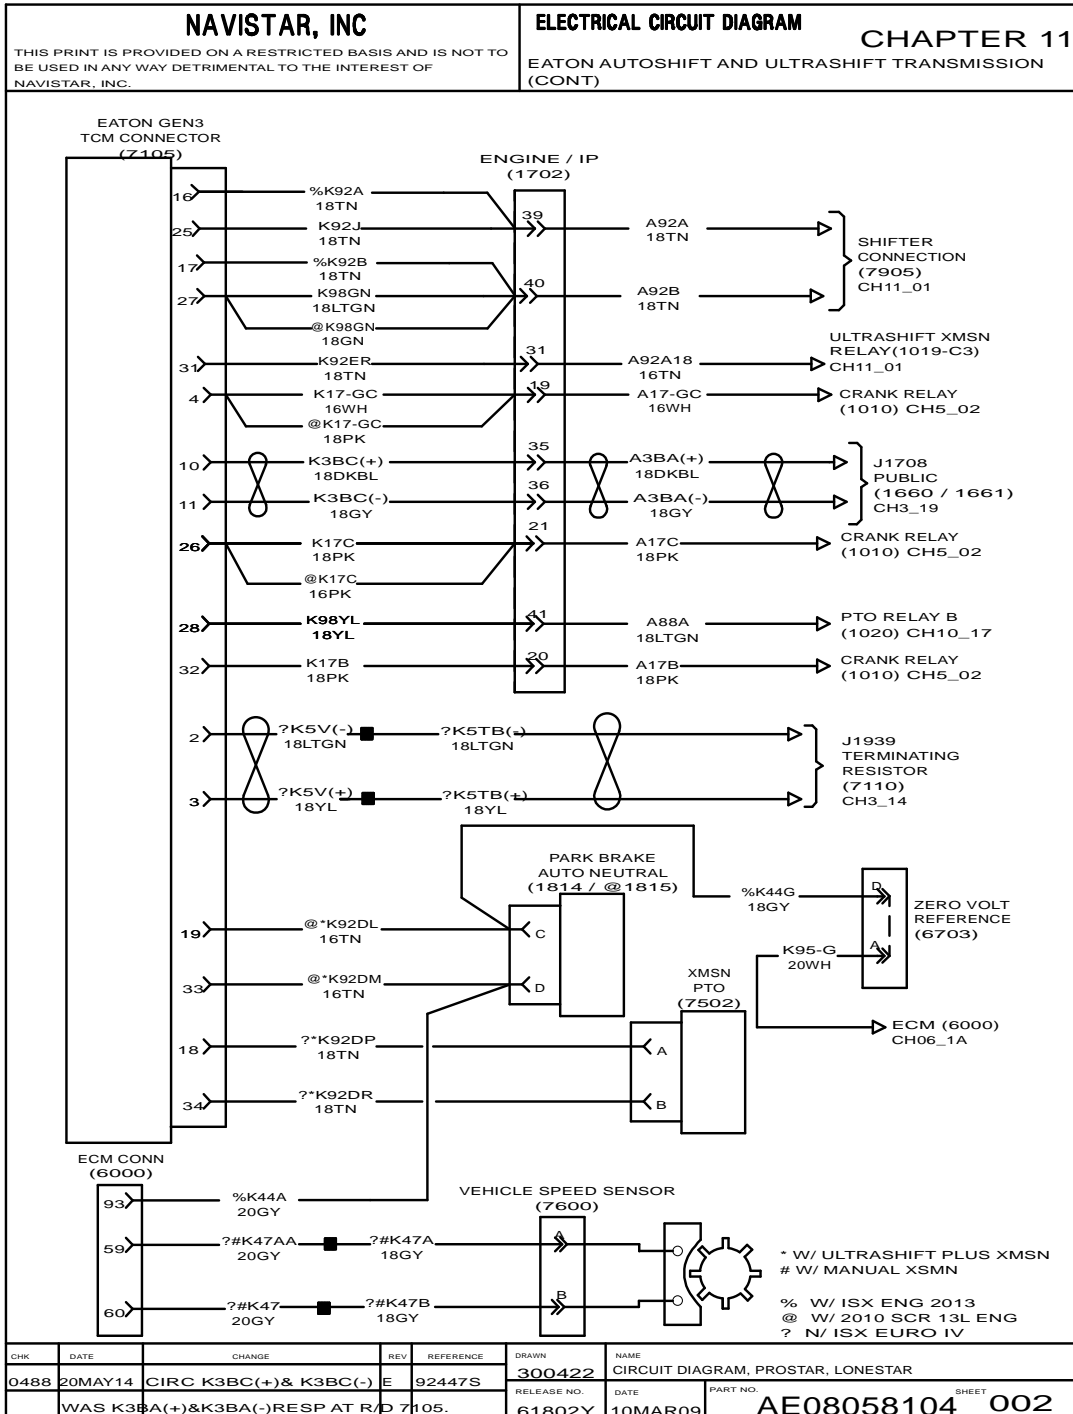 NAVISTAR, INC
THIS PRINT IS PROVIDED ON A RESTRICTED BASIS AND IS NOT TO
BE USED IN ANY WAY DETRIMENTAL TO THE INTEREST OF
NAVISTAR, INC.
ELECTRICAL CIRCUIT DIAGRAM
CHAPTER 11
EATON AUTOSHIFT AND ULTRASHIFT TRANSMISSION
(CONT)
EATON GEN3
TCM CONNECTOR
(7105)
ENGINE / IP
(1702)
16
%K92A
18TN
25
K92J
18TN
39
A92A
18TN
17
%K92B
18TN
27
K98GN
18LTGN
@K98GN
18GN
40
A92B
18TN
SHIFTER
CONNECTION
(7905)
CH11_01
31
K92ER
18TN
31
A92A18
16TN
ULTRASHIFT XMSN
RELAY(1019-C3)
CH11_01
4
K17-GC
16WH
@K17-GC
18PK
19
A17-GC
16WH
CRANK RELAY
(1010) CH5_02
10
K3BC(+)
18DKBL
35
A3BA(+)
18DKBL
11
K3BC(-)
18GY
36
A3BA(-)
18GY
J1708
PUBLIC
(1660 / 1661)
CH3_19
26
K17C
18PK
@K17C
16PK
21
A17C
18PK
CRANK RELAY
(1010) CH5_02
28
K98YL
18YL
41
A88A
18LTGN
PTO RELAY B
(1020) CH10_17
32
K17B
18PK
20
A17B
18PK
CRANK RELAY
(1010) CH5_02
2
?K5V(-)
18LTGN
?K5TB(-)
18LTGN
3
?K5V(+)
18YL
?K5TB(+)
18YL
J1939
TERMINATING
RESISTOR
(7110)
CH3_14
PARK BRAKE
AUTO NEUTRAL
(1814 / @1815)
19
@*K92DL
16TN
C
33
@*K92DM
16TN
D
%K44G
18GY
D
K95-G
20WH
A
ZERO VOLT
REFERENCE
(6703)
ECM (6000)
CH06_1A
XMSN
PTO
(7502)
18
?*K92DP
18TN
A
34
?*K92DR
18TN
B
ECM CONN
(6000)
93
%K44A
20GY
VEHICLE SPEED SENSOR
(7600)
59
?#K47AA
20GY
?#K47A
18GY
A
60
?#K47
20GY
?#K47B
18GY
B
* W/ ULTRASHIFT PLUS XMSN
# W/ MANUAL XSMN
% W/ ISX ENG 2013
@ W/ 2010 SCR 13L ENG
? N/ ISX EURO IV
CHK DATE CHANGE REV REFERENCE
0488 20MAY14 CIRC K3BC(+)& K3BC(-) E 92447S
WAS K3BA(+)&K3BA(-)RESP AT R/D 7105.
DRAWN
300422
NAME
CIRCUIT DIAGRAM, PROSTAR, LONESTAR
RELEASE NO.
61802Y
DATE
10MAR09
PART NO.
AE08058104
SHEET
002